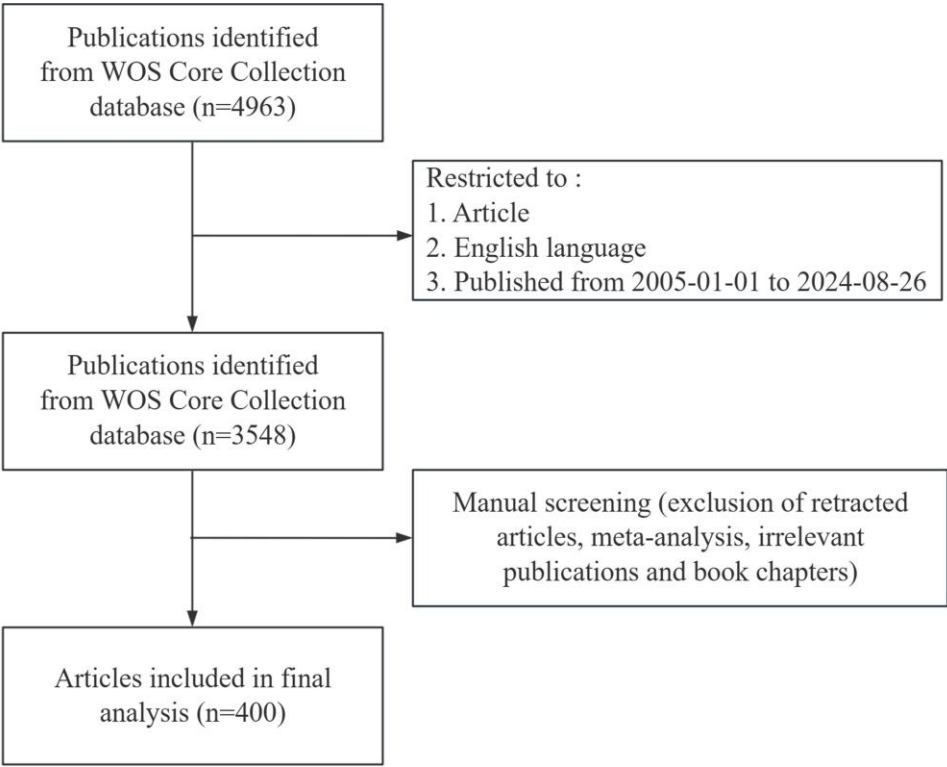 Publications identified
from WOS Core Collection
database (n=4963)
Restricted to :
1. Article
2. English language
3. Published from 2005-01-01 to 2024-08-26
Publications identified
from WOS Core Collection
database (n=3548)
Manual screening (exclusion of retracted
articles, meta-analysis, irrelevant
publications and book chapters)
Articles included in final
analysis (n=400)